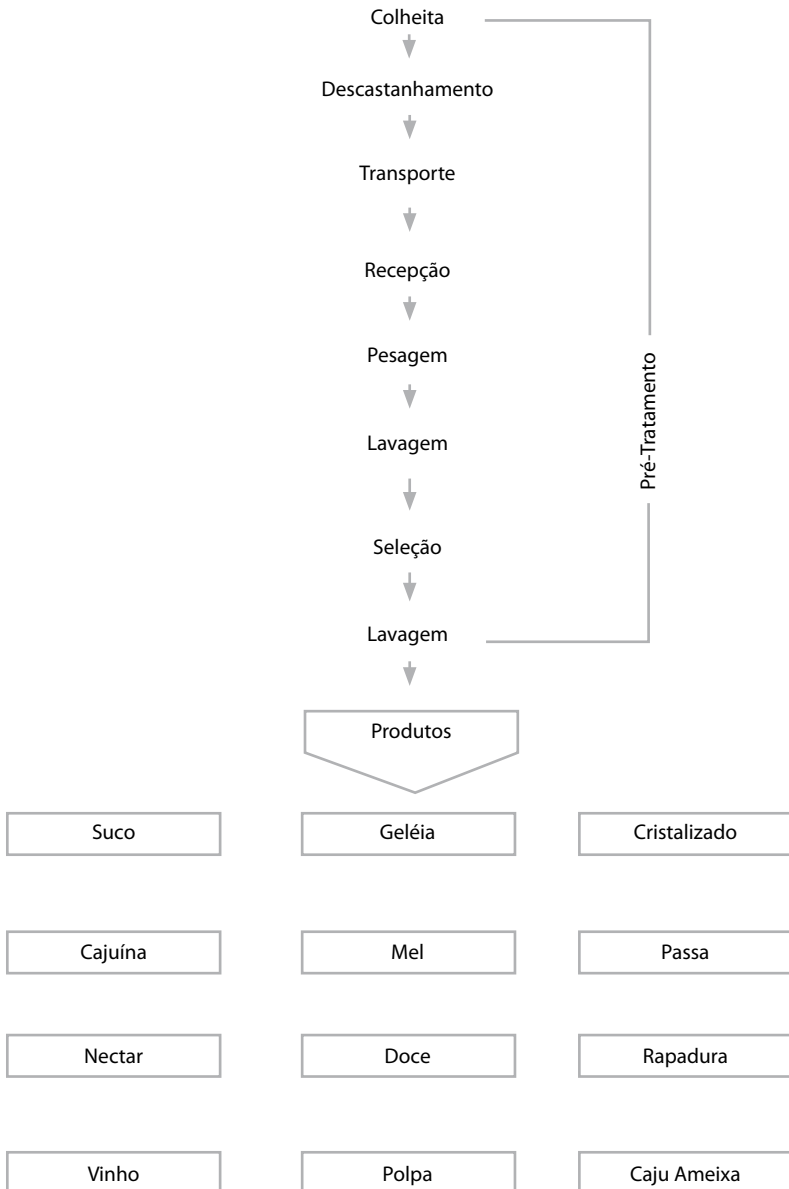 Colheita
Descastanhamento
Transporte
Recepção
Pesagem
Lavagem
Seleção
Lavagem
Pré-Tratamento
Produtos
Suco
Geléia
Cristalizado
Cajuína
Mel
Passa
Nectar
Doce
Rapadura
Vinho
Polpa
Caju Ameixa